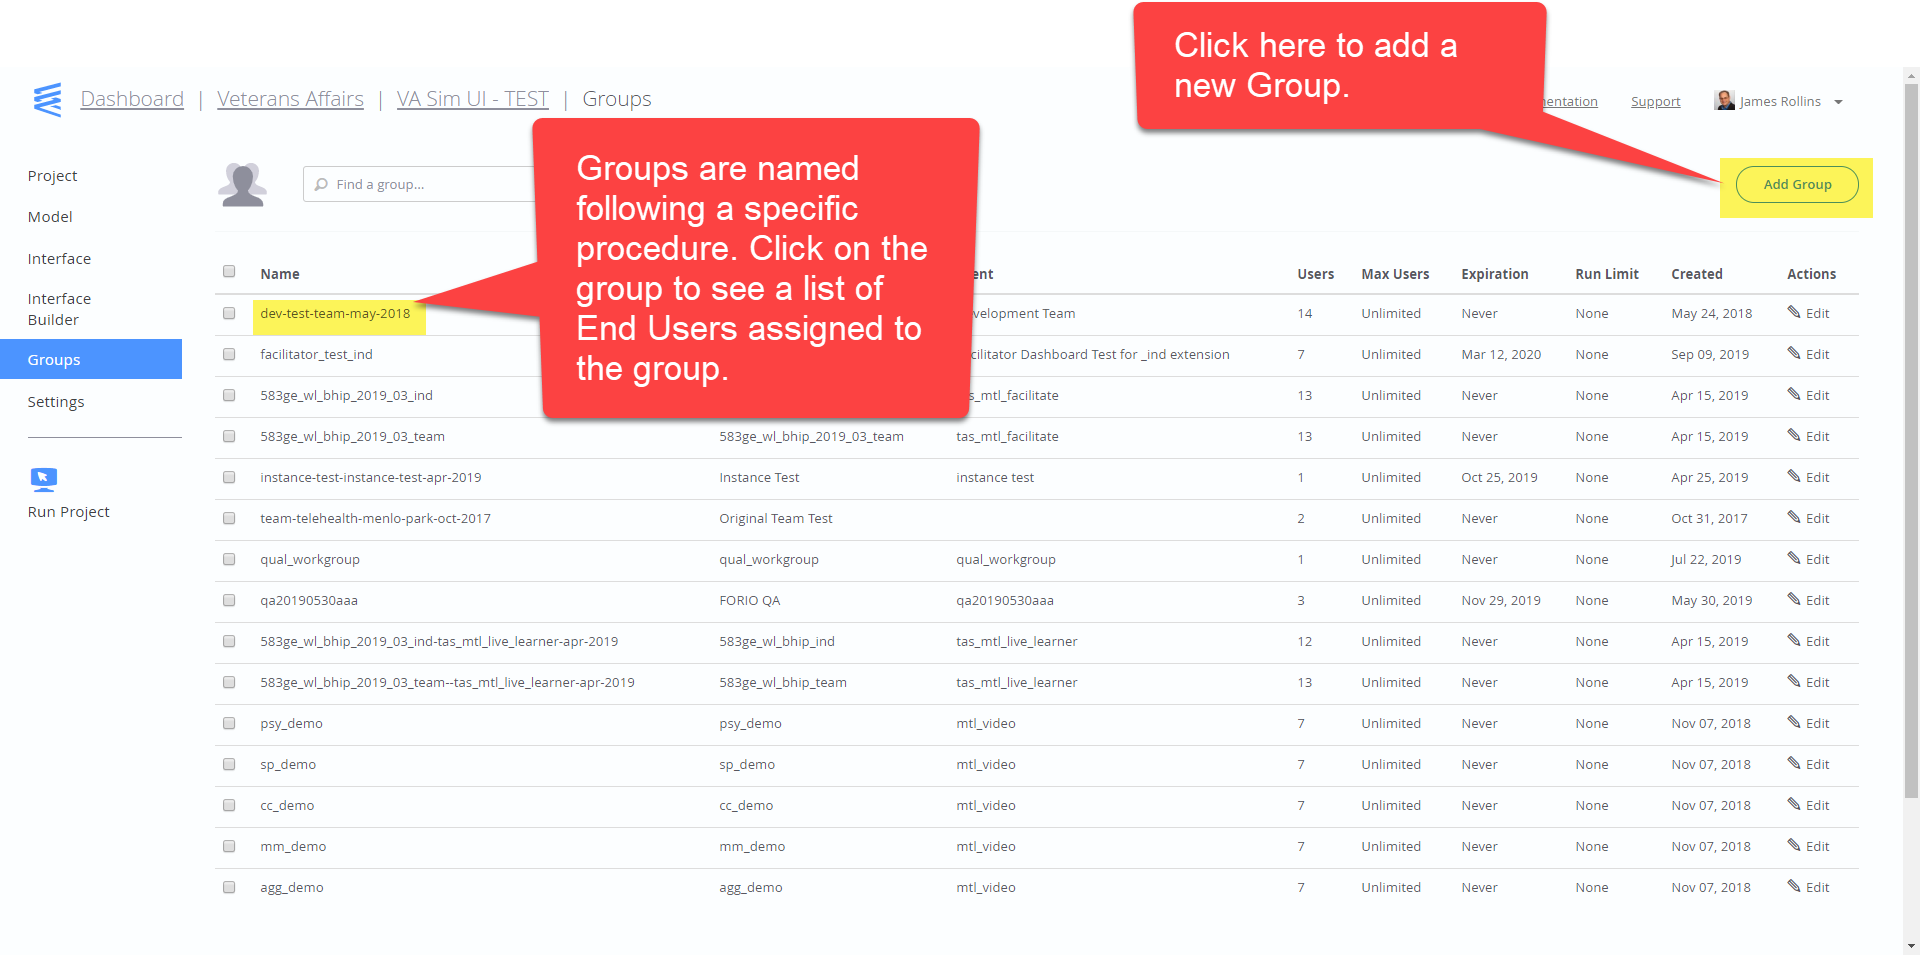 Click here to add a
new Group.
Dashboard | Veterans Affairs | VA Sim UI - TEST | Groups
Support
James Rollins
Project
Model
Interface
Interface
Builder
Groups
Settings
Run Project
Find a group...
Add Group
Groups are named
following a specific
procedure. Click on the
group to see a list of
End Users assigned to
the group.
Name Users Max Users Expiration Run Limit Created Actions
dev-test-team-may-2018 Team 14 Unlimited Never None May 24, 2018 Edit
facilitator_test_ind Dashboard Test for _ind extension 7 Unlimited Mar 12, 2020 None Sep 09, 2019 Edit
583ge_wl_bhip_2019_03_ind 13 Unlimited Never None Apr 15, 2019 Edit
583ge_wl_bhip_2019_03_team 583ge_wl_bhip_2019_03_team tas_mtl_facilitate 13 Unlimited Never None Apr 15, 2019 Edit
instance-test-instance-test-apr-2019 Instance Test instance test 1 Unlimited Oct 25, 2019 None Apr 25, 2019 Edit
team-telehealth-menlo-park-oct-2017 Original Team Test 2 Unlimited Never None Oct 31, 2017 Edit
qual_workgroup qual_workgroup qual_workgroup 1 Unlimited Never None Jul 22, 2019 Edit
qa20190530aaa FORIO QA qa20190530aaa 3 Unlimited Nov 29, 2019 None May 30, 2019 Edit
583ge_wl_bhip_2019_03_ind-tas_mtl_live_learner-apr-2019 583ge_wl_bhip_ind tas_mtl_live_learner 12 Unlimited Never None Apr 15, 2019 Edit
583ge_wl_bhip_2019_03_team--tas_mtl_live_learner-apr-2019 583ge_wl_bhip_team tas_mtl_live_learner 13 Unlimited Never None Apr 15, 2019 Edit
psy_demo psy_demo mtl_video 7 Unlimited Never None Nov 07, 2018 Edit
sp_demo sp_demo mtl_video 7 Unlimited Never None Nov 07, 2018 Edit
cc_demo cc_demo mtl_video 7 Unlimited Never None Nov 07, 2018 Edit
mm_demo mm_demo mtl_video 7 Unlimited Never None Nov 07, 2018 Edit
agg_demo agg_demo mtl_video 7 Unlimited Never None Nov 07, 2018 Edit